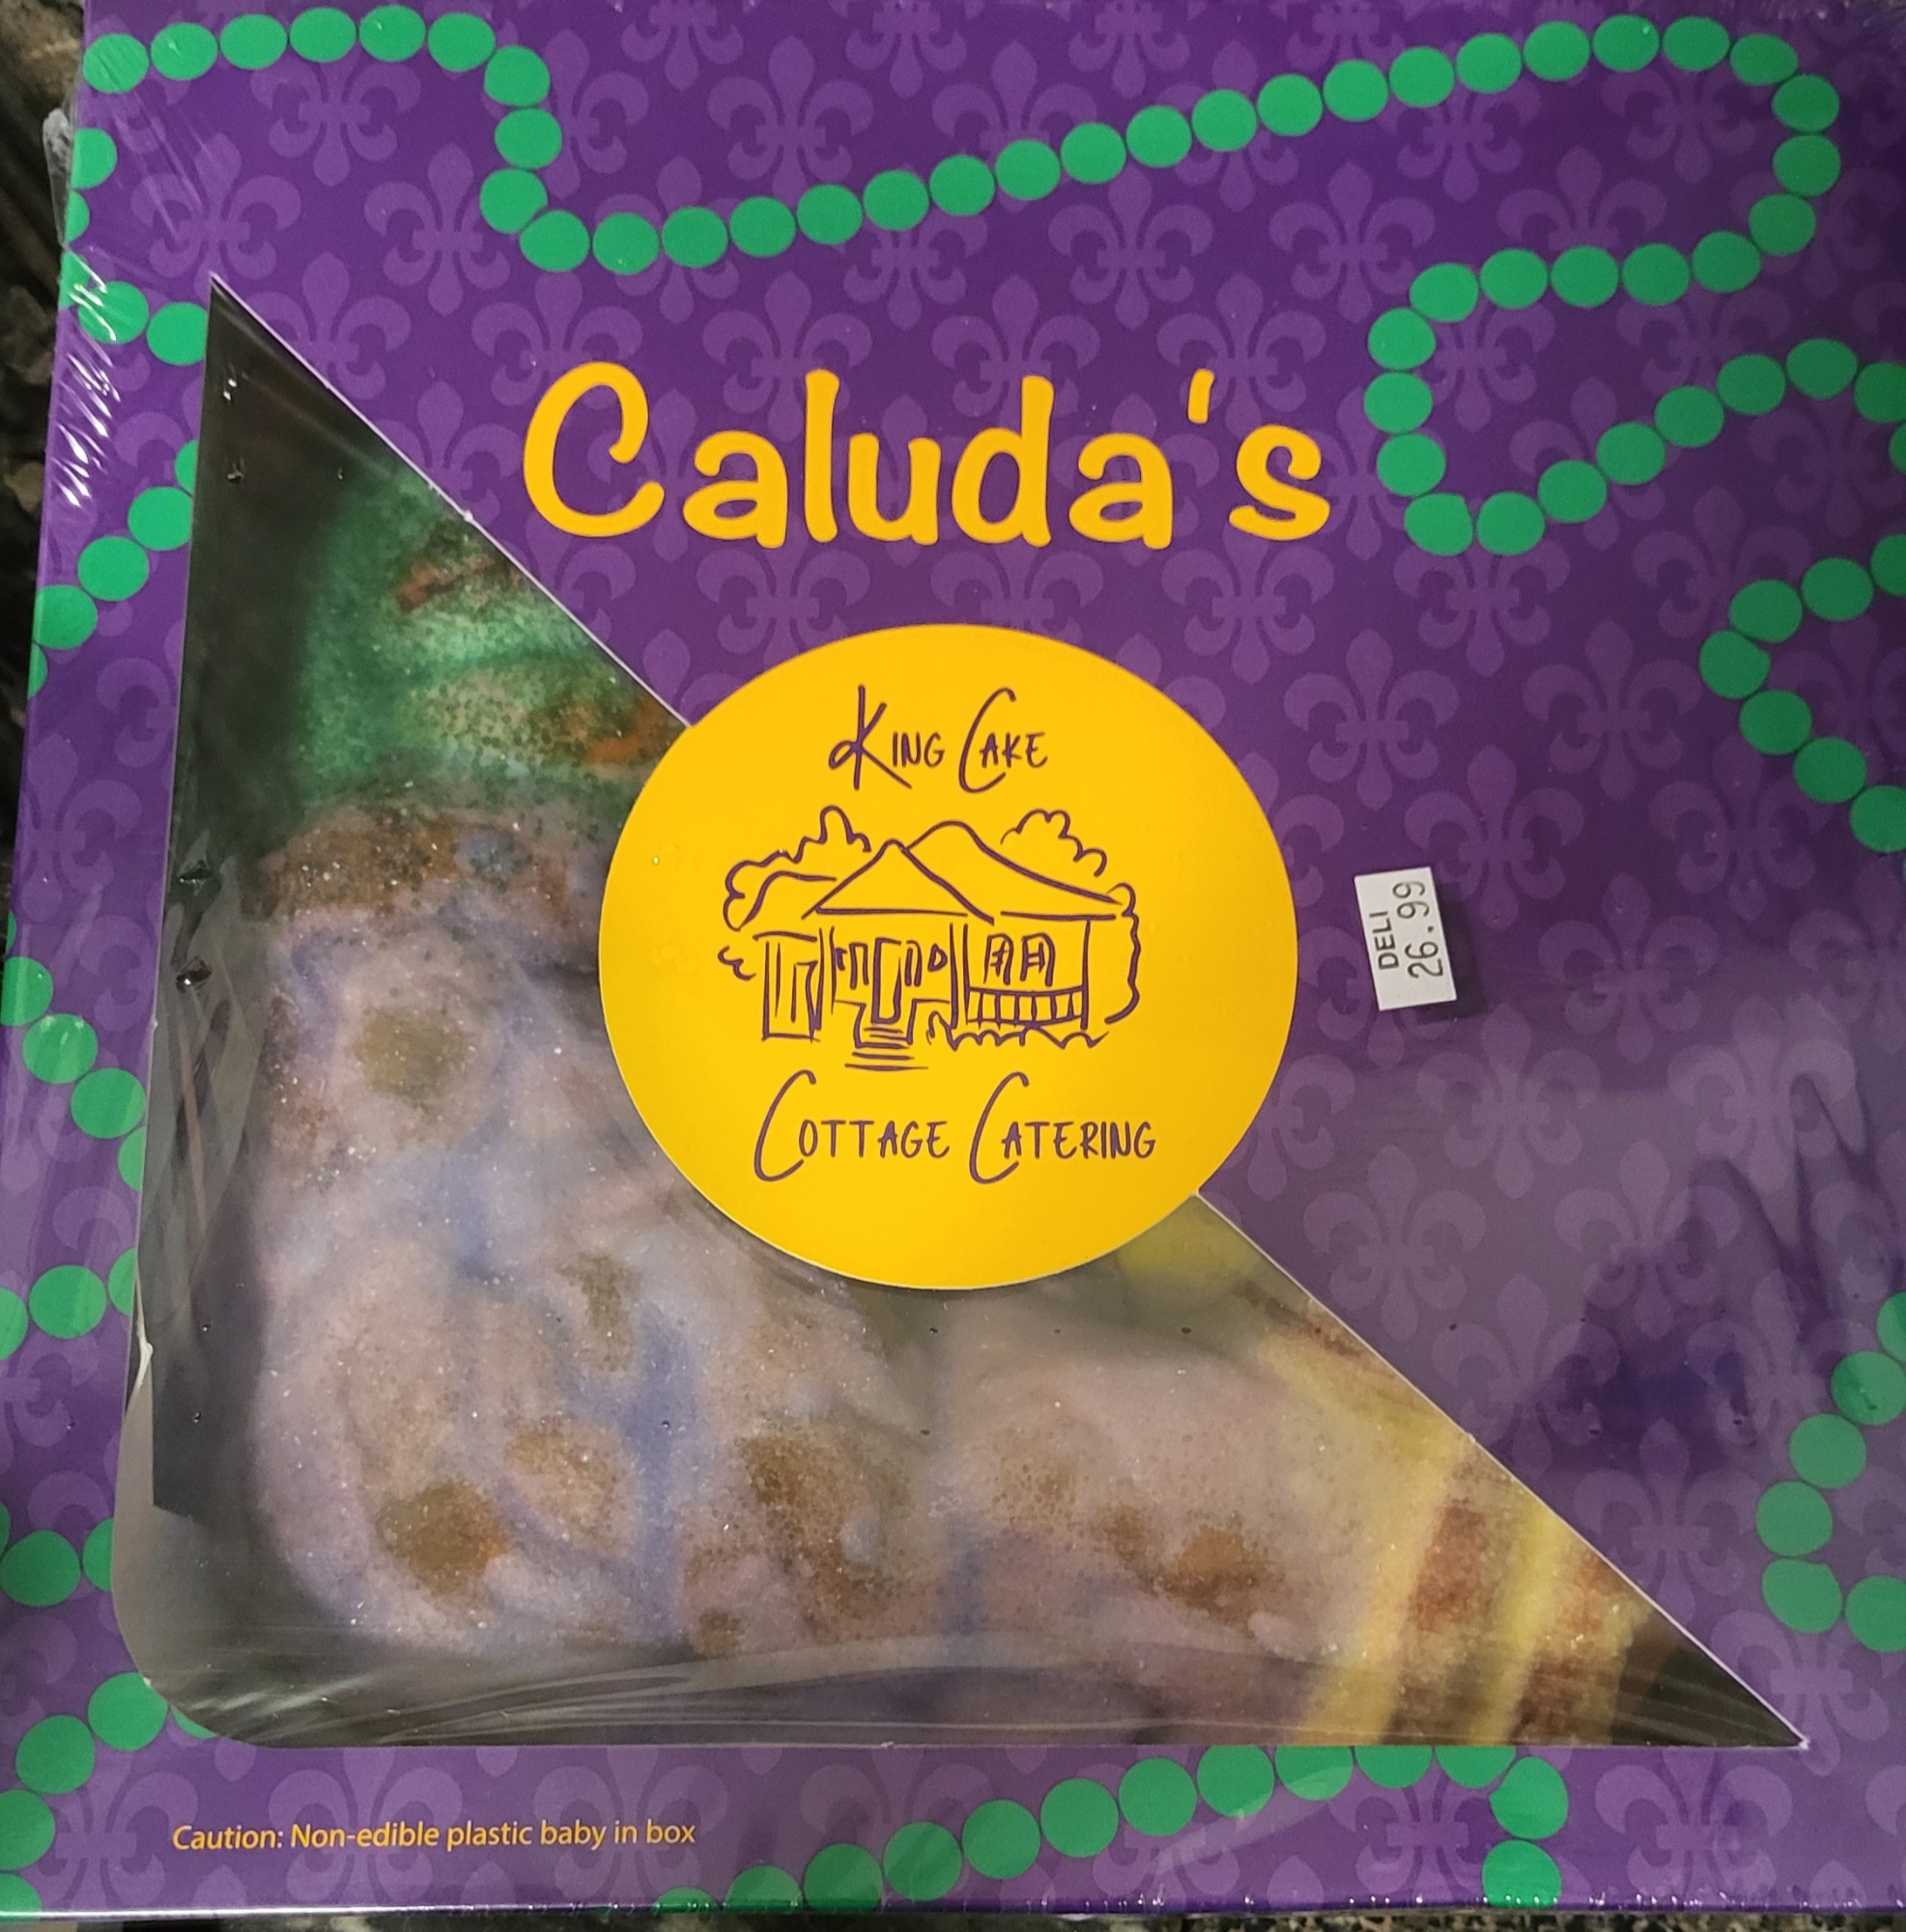 Caluda's
King Cake
Cottage Catering
DELI
26.99
Caution: Non-edible plastic baby in box